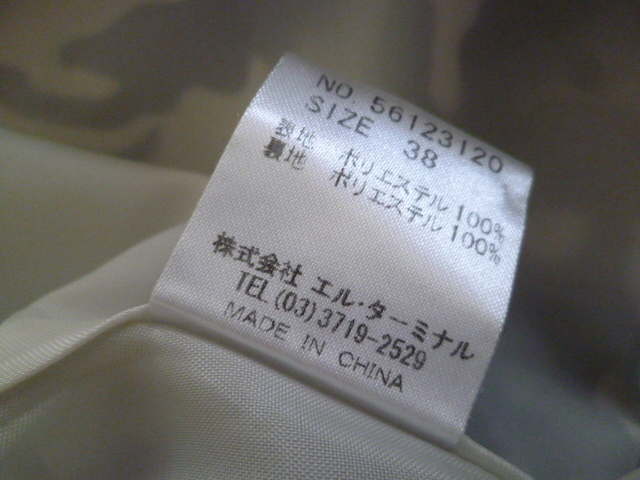 NO. 56123120
SIZE 38
表地 ポリエステル100%
裏地 ポリエステル100%
株式会社 エル・ターミナル
TEL(03)3719-2529
MADE IN CHINA